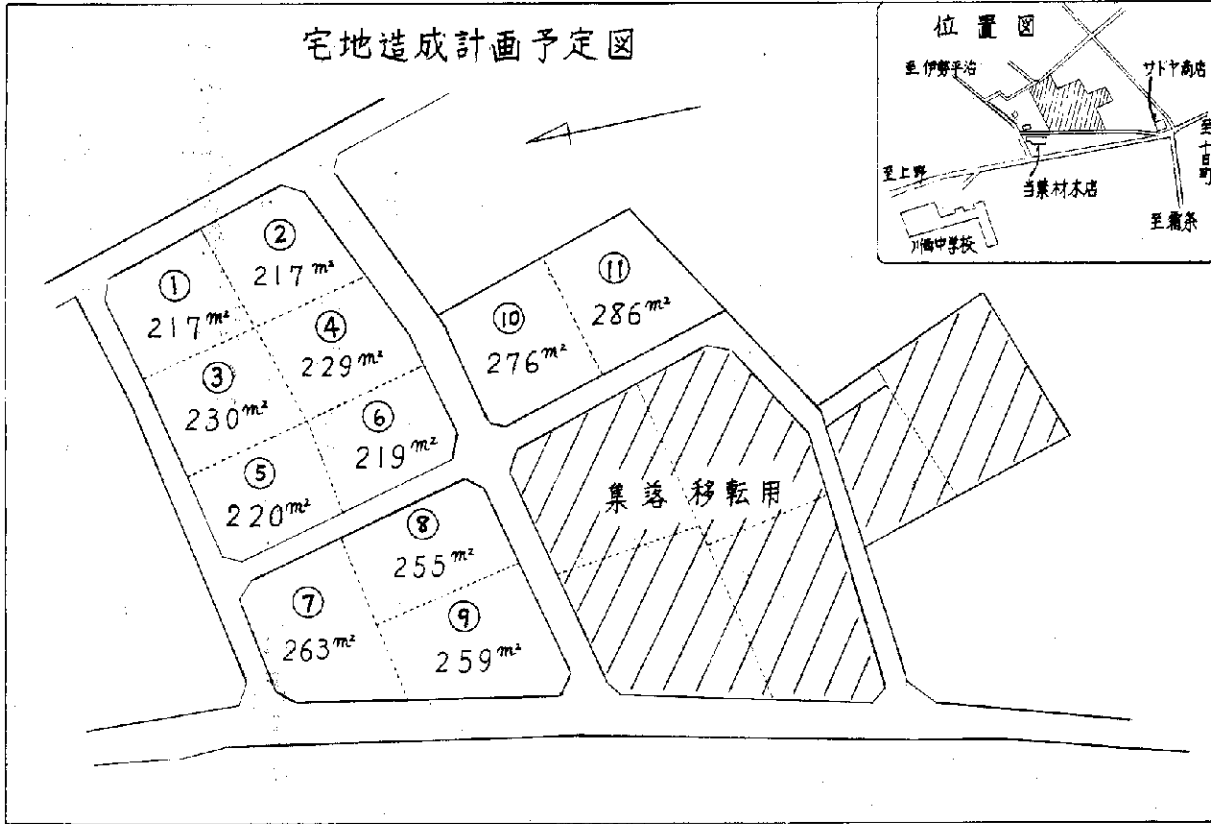 宅地造成計画予定図
位置図
至伊勢平治
サトヤ商店
至十日町
至上野
当業材木店
至霜条
川西中学校
①
217m²
②
217m²
③
230m²
④
229m²
⑤
220m²
⑥
219m²
⑦
263m²
⑧
255m²
⑨
259m²
⑩
276m²
⑪
286m²
集落移転用